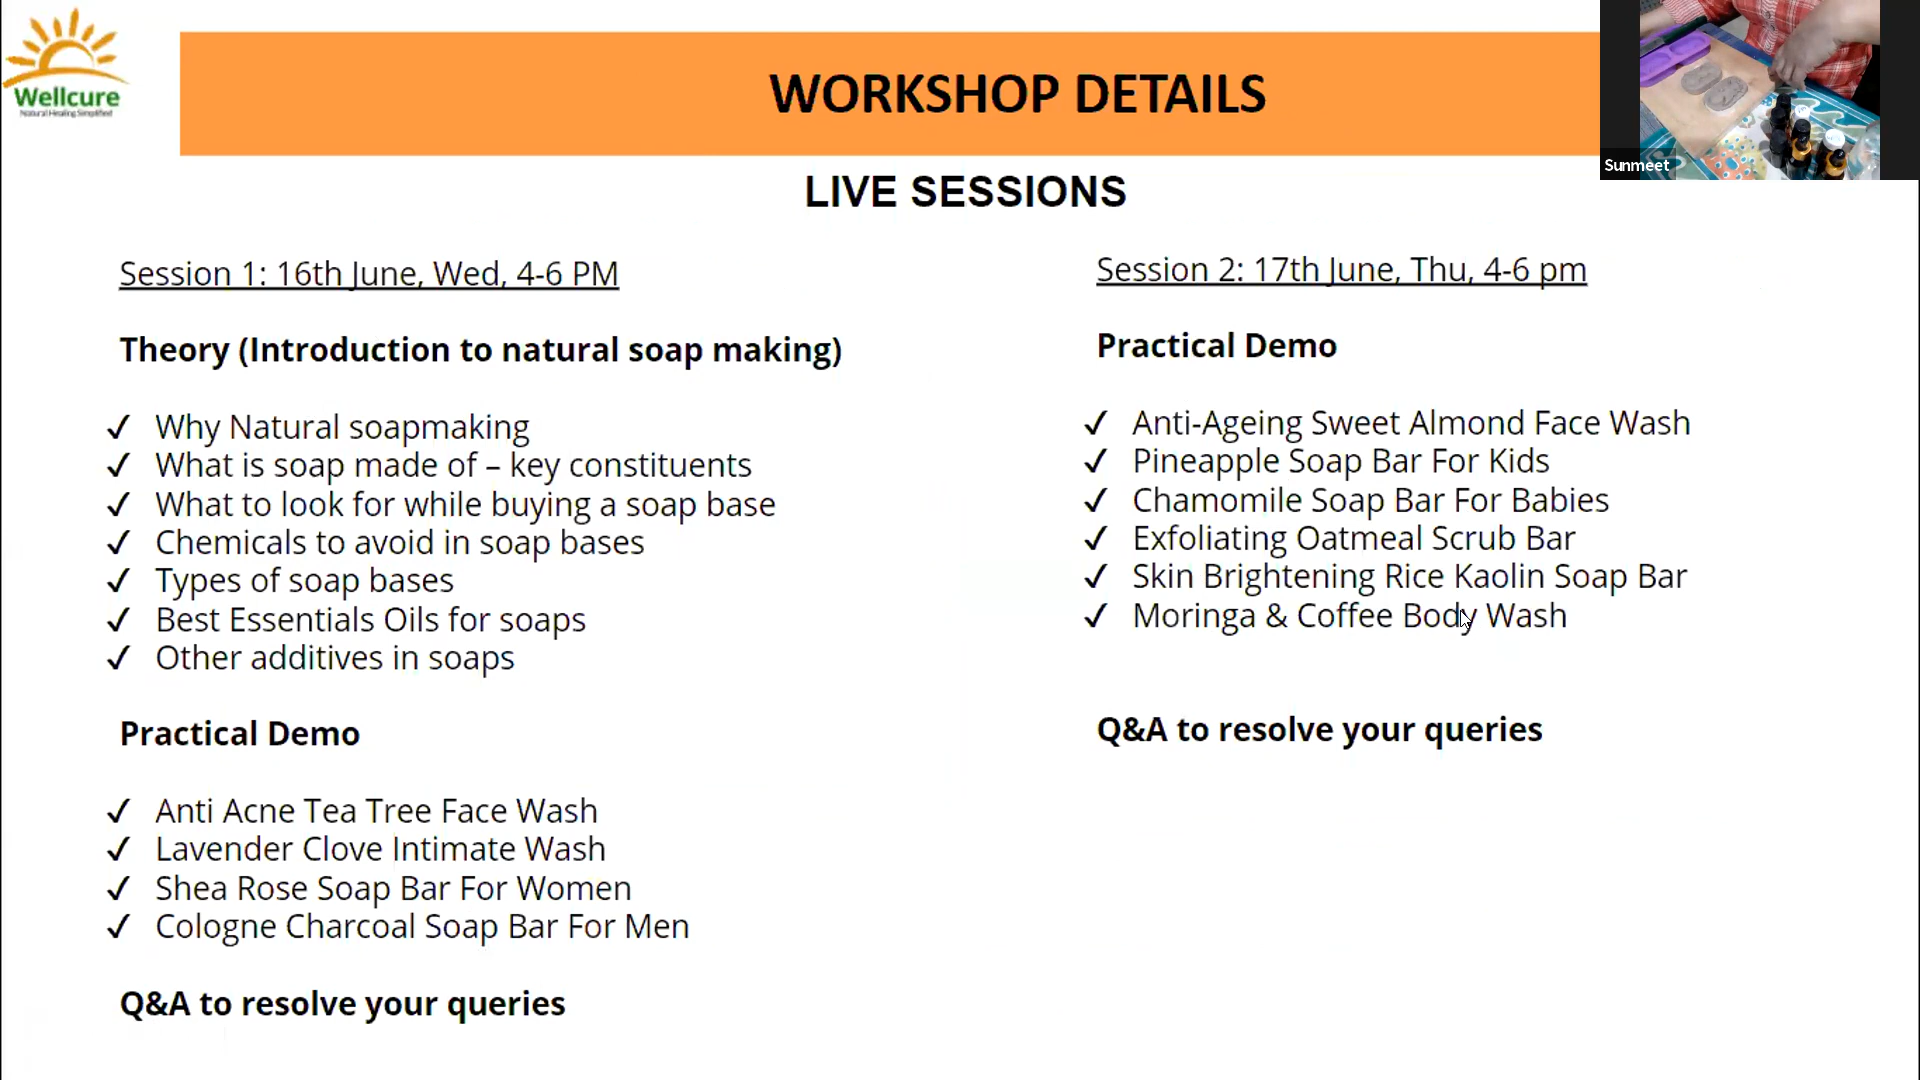 Wellcure
Natural Healing Simplified
WORKSHOP DETAILS
Sunmeet
LIVE SESSIONS
Session 1: 16th June, Wed, 4-6 PM
Theory (Introduction to natural soap making)
✓ Why Natural soapmaking
✓ What is soap made of – key constituents
✓ What to look for while buying a soap base
✓ Chemicals to avoid in soap bases
✓ Types of soap bases
✓ Best Essentials Oils for soaps
✓ Other additives in soaps
Practical Demo
✓ Anti Acne Tea Tree Face Wash
✓ Lavender Clove Intimate Wash
✓ Shea Rose Soap Bar For Women
✓ Cologne Charcoal Soap Bar For Men
Q&A to resolve your queries
Session 2: 17th June, Thu, 4-6 pm
Practical Demo
✓ Anti-Ageing Sweet Almond Face Wash
✓ Pineapple Soap Bar For Kids
✓ Chamomile Soap Bar For Babies
✓ Exfoliating Oatmeal Scrub Bar
✓ Skin Brightening Rice Kaolin Soap Bar
✓ Moringa & Coffee Body Wash
Q&A to resolve your queries